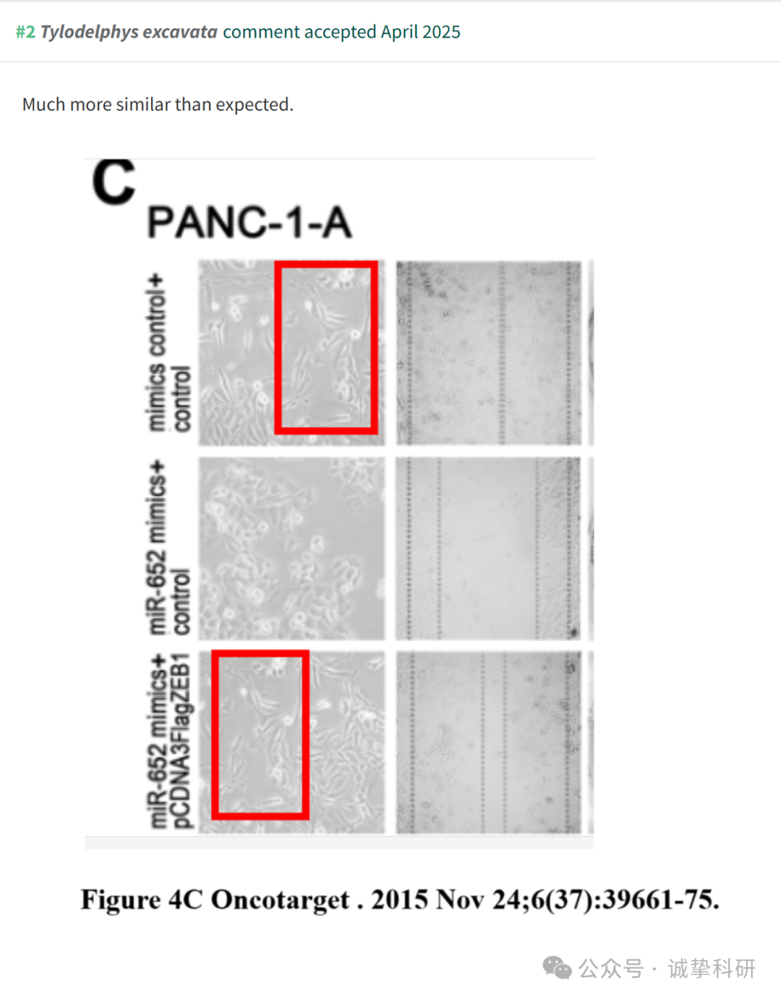 #2 Tylodelphys excavata comment accepted April 2025
Much more similar than expected.
C
PANC-1-A
mimics control+
control
miR-652 mimics+
control
miR-652 mimics+
pCDNA3FlagZEB1
Figure 4C Oncotarget . 2015 Nov 24;6(37):39661-75.
公众号 · 诚挚科研